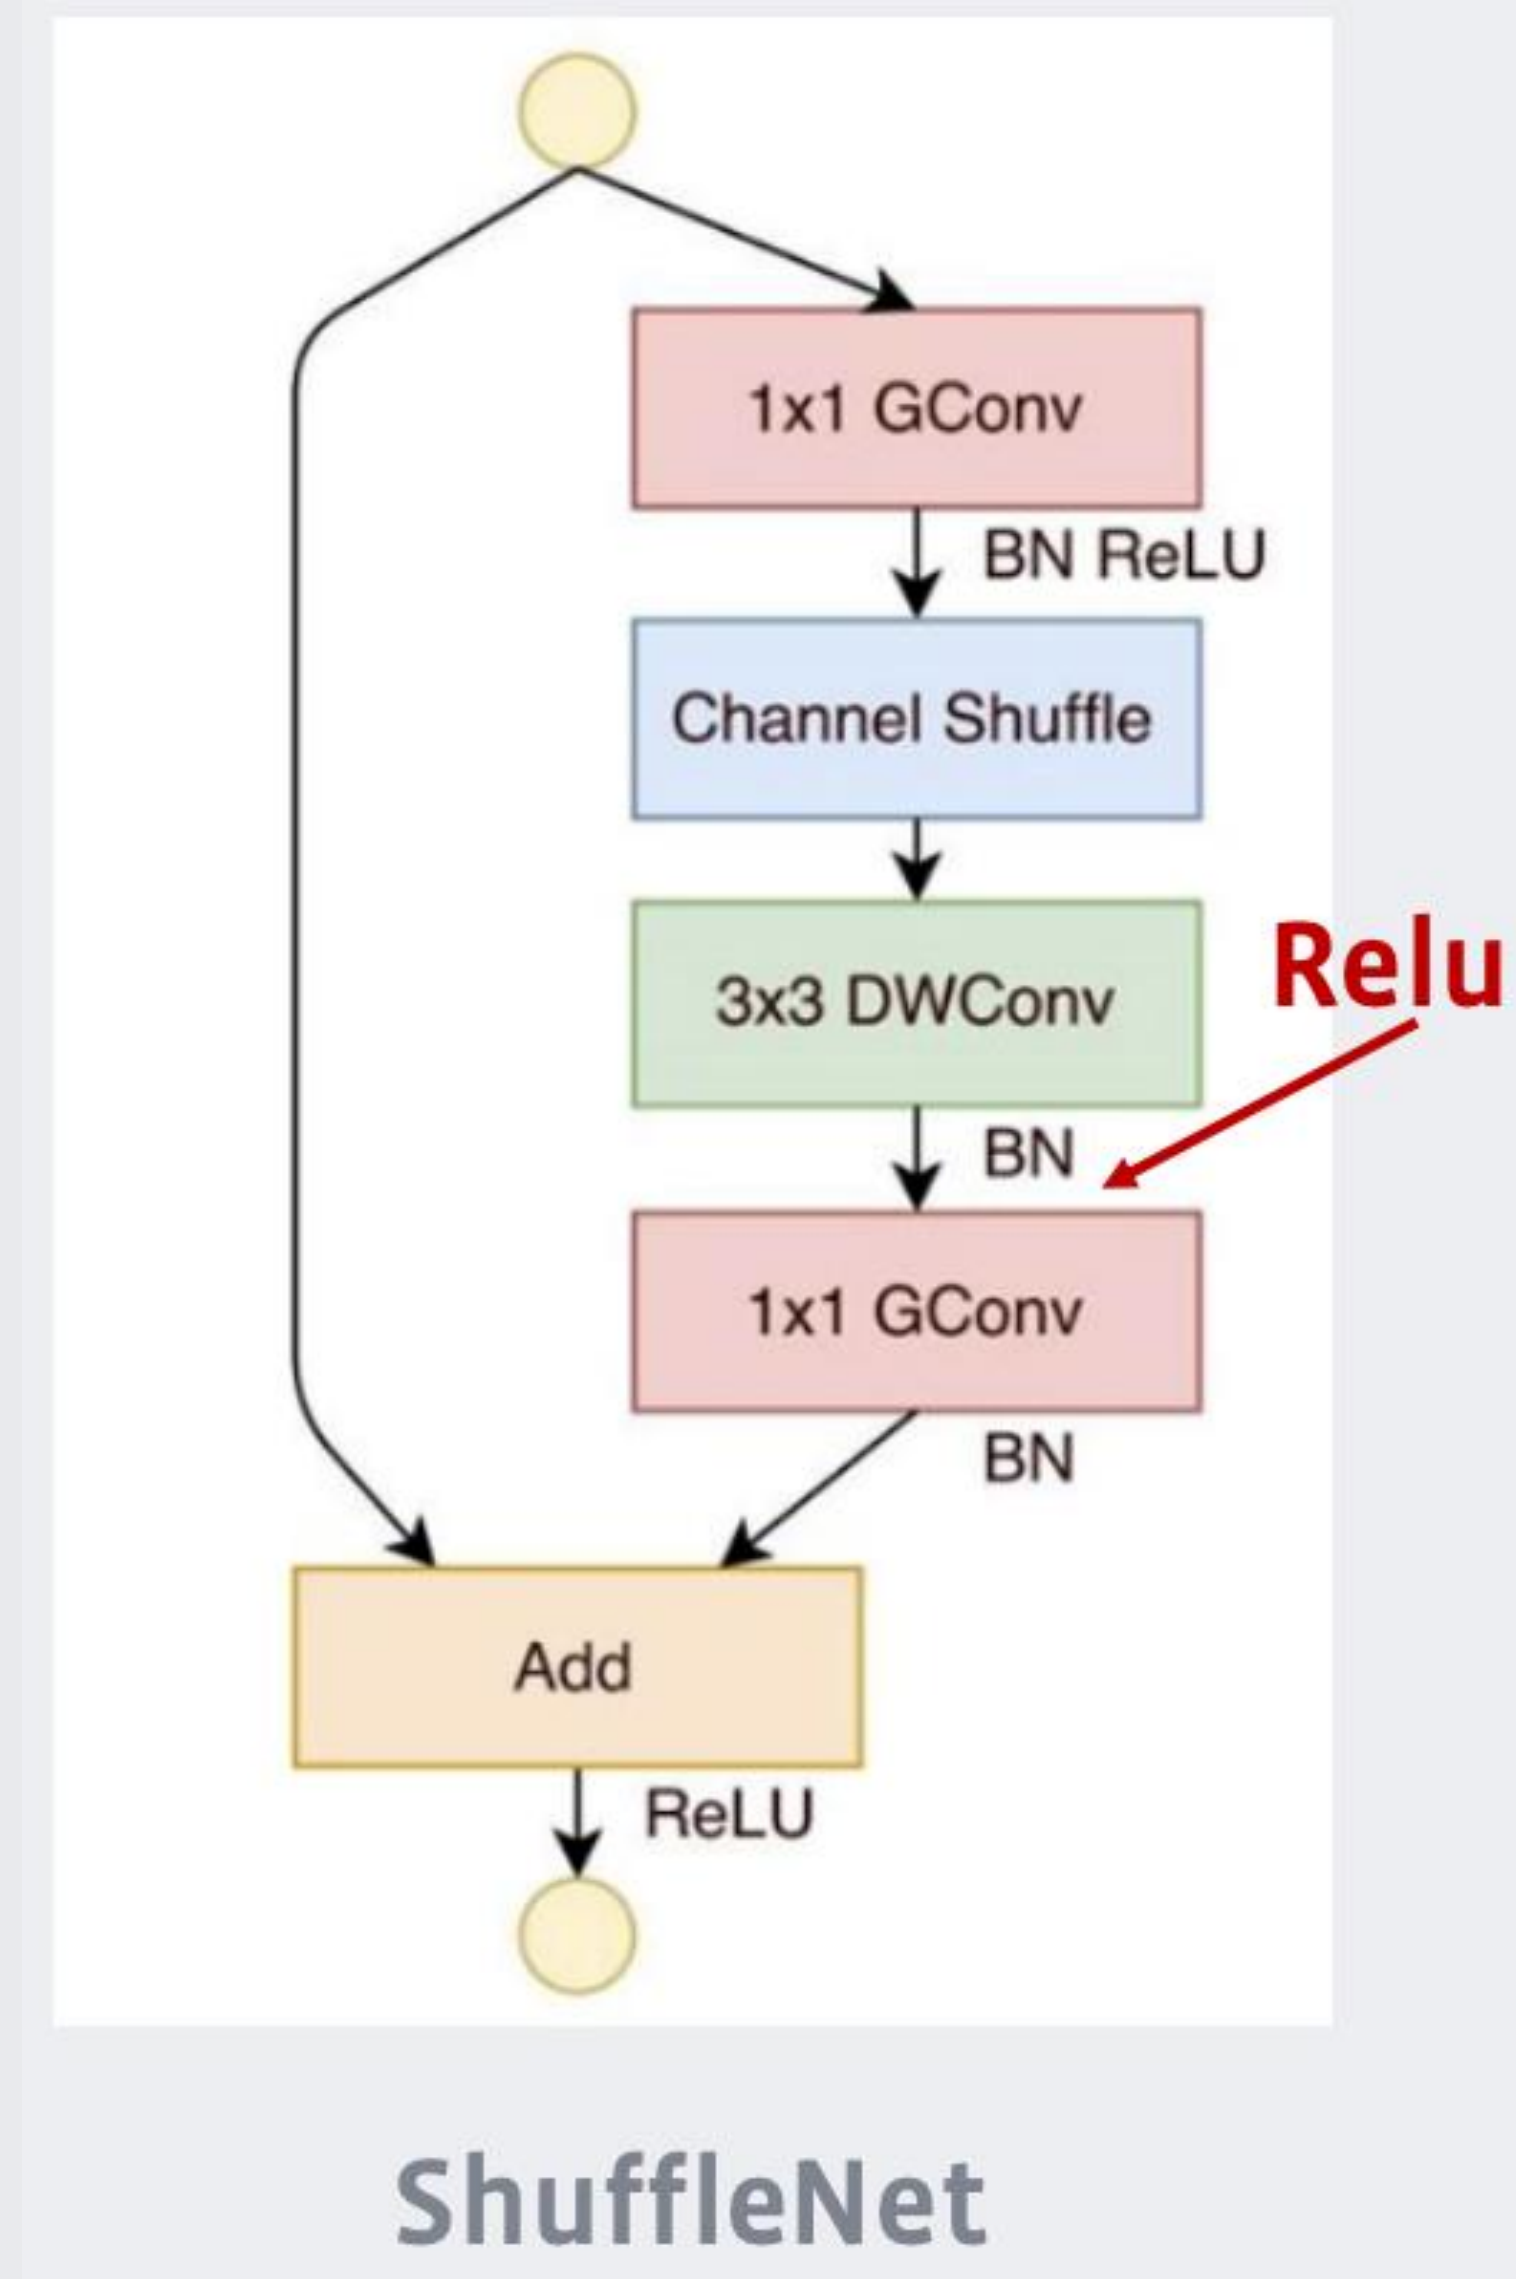 1x1 GConv
BN ReLU
Channel Shuffle
3x3 DWConv
Relu
BN
1x1 GConv
BN
Add
ReLU
ShuffleNet